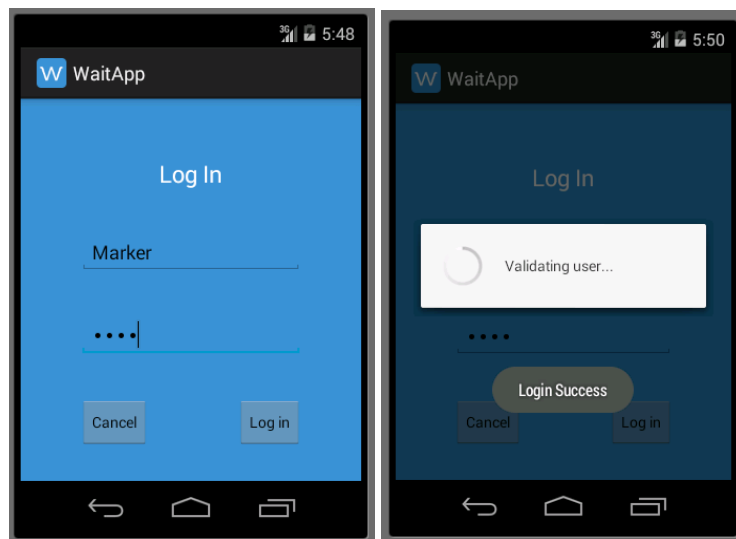 3G 5:48
W WaitApp
Log In
Marker
••••
Cancel Log in
3G 5:50
W WaitApp
Log In
Validating user...
••••
Login Success
Cancel Log in